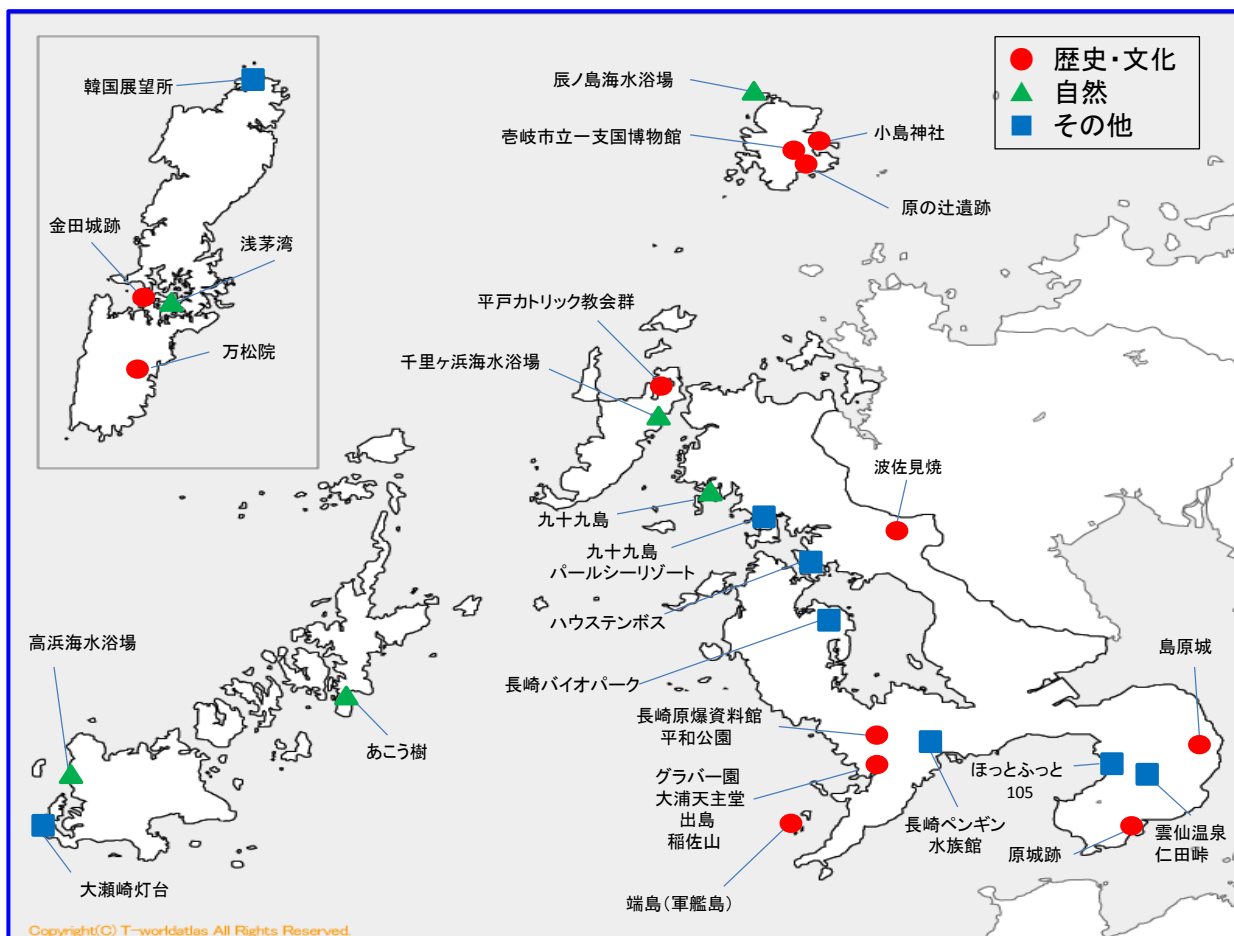 歴史・文化
自然
その他
韓国展望所
辰ノ島海水浴場
壱岐市立一支国博物館
小島神社
原の辻遺跡
金田城跡
浅茅湾
万松院
平戸カトリック教会群
千里ヶ浜海水浴場
波佐見焼
九十九島
九十九島
パールシーリゾート
ハウステンボス
長崎バイオパーク
高浜海水浴場
あこう樹
大瀬崎灯台
島原城
長崎原爆資料館
平和公園
グラバー園
大浦天主堂
出島
稲佐山
端島(軍艦島)
長崎ペンギン
水族館
ほっとふっと
105
原城跡
雲仙温泉
仁田峠
Copyright(C) T-worldatlas All Rights Reserved.